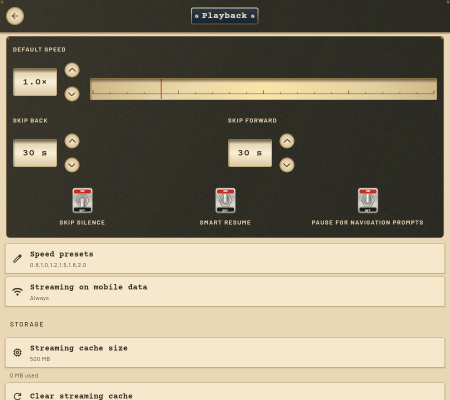 Playback
DEFAULT SPEED
1.0×
SKIP BACK
SKIP FORWARD
30 s
30 s
SKIP SILENCE
SMART RESUME
PAUSE FOR NAVIGATION PROMPTS
Speed presets
0.8,1.0,1.2,1.5,1.8,2.0
Streaming on mobile data
Always
STORAGE
Streaming cache size
500 MB
0 MB used
Clear streaming cache